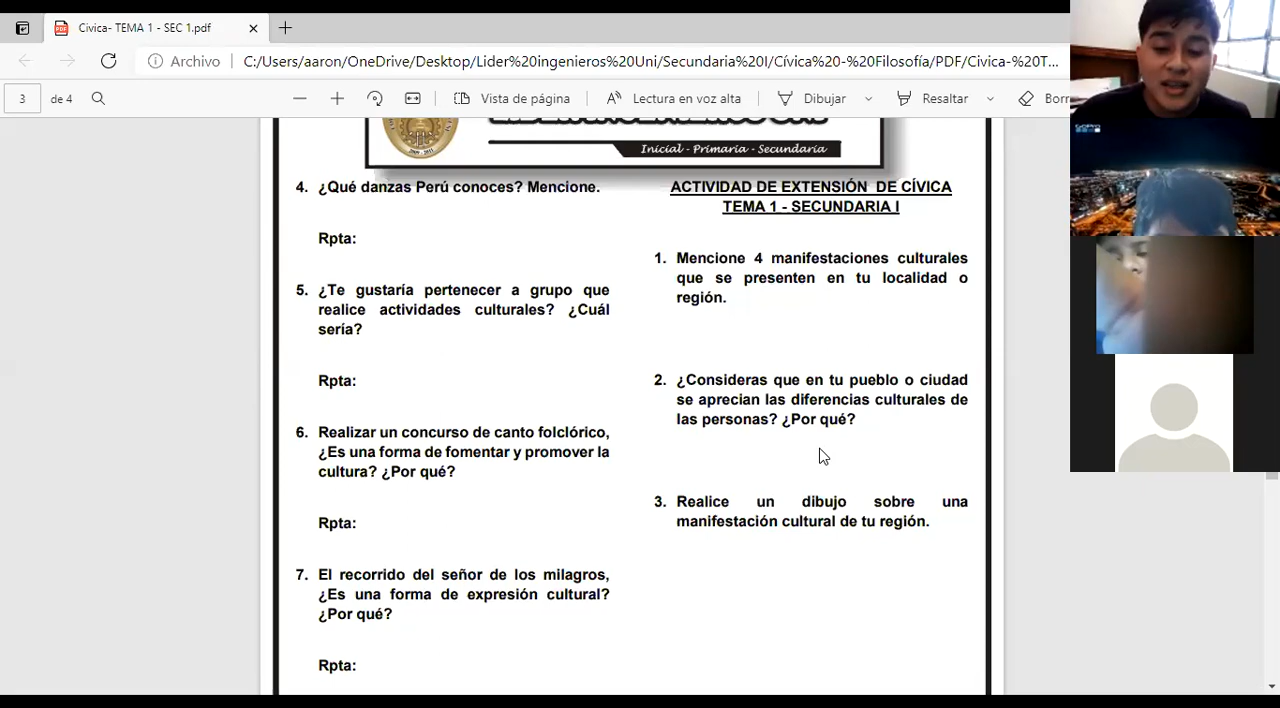 Civica- TEMA 1 - SEC 1.pdf
Archivo
C:/Users/aaron/OneDrive/Desktop/Lider%20ingenieros%20Uni/Secundaria%20I/Cívica%20-%20Filosofía/PDF/Civica-%20T...
3 de 4
Vista de página
Lectura en voz alta
Dibujar
Resaltar
Borr
Inicial - Primaria - Secundaria
4. ¿Qué danzas Perú conoces? Mencione.
Rpta:
5. ¿Te gustaría pertenecer a grupo que
realice actividades culturales? ¿Cuál
sería?
Rpta:
6. Realizar un concurso de canto folclórico,
¿Es una forma de fomentar y promover la
cultura? ¿Por qué?
Rpta:
7. El recorrido del señor de los milagros,
¿Es una forma de expresión cultural?
¿Por qué?
Rpta:
ACTIVIDAD DE EXTENSIÓN DE CÍVICA
TEMA 1 - SECUNDARIA I
1. Mencione 4 manifestaciones culturales
que se presenten en tu localidad o
región.
2. ¿Consideras que en tu pueblo o ciudad
se aprecian las diferencias culturales de
las personas? ¿Por qué?
3. Realice un dibujo sobre una
manifestación cultural de tu región.
GoPro